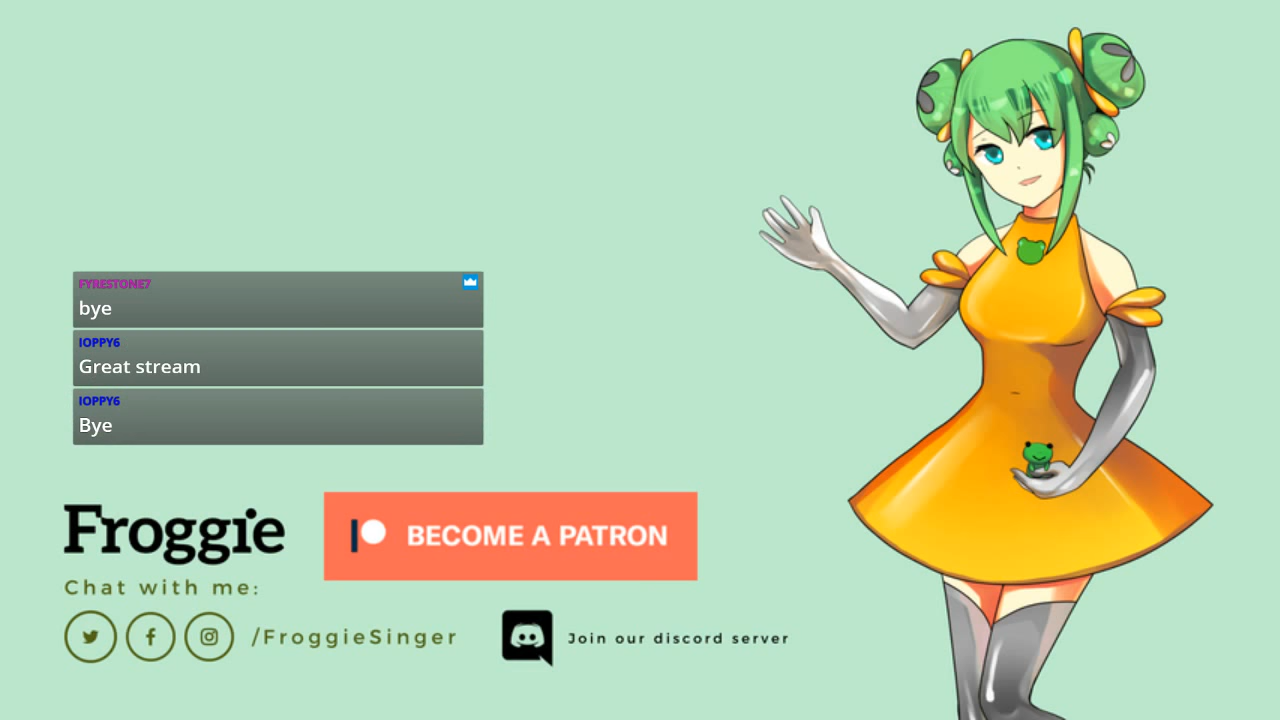 FYRESTONE7
bye
IOPPY6
Great stream
IOPPY6
Bye
Froggie
BECOME A PATRON
Chat with me:
/FroggieSinger
Join our discord server